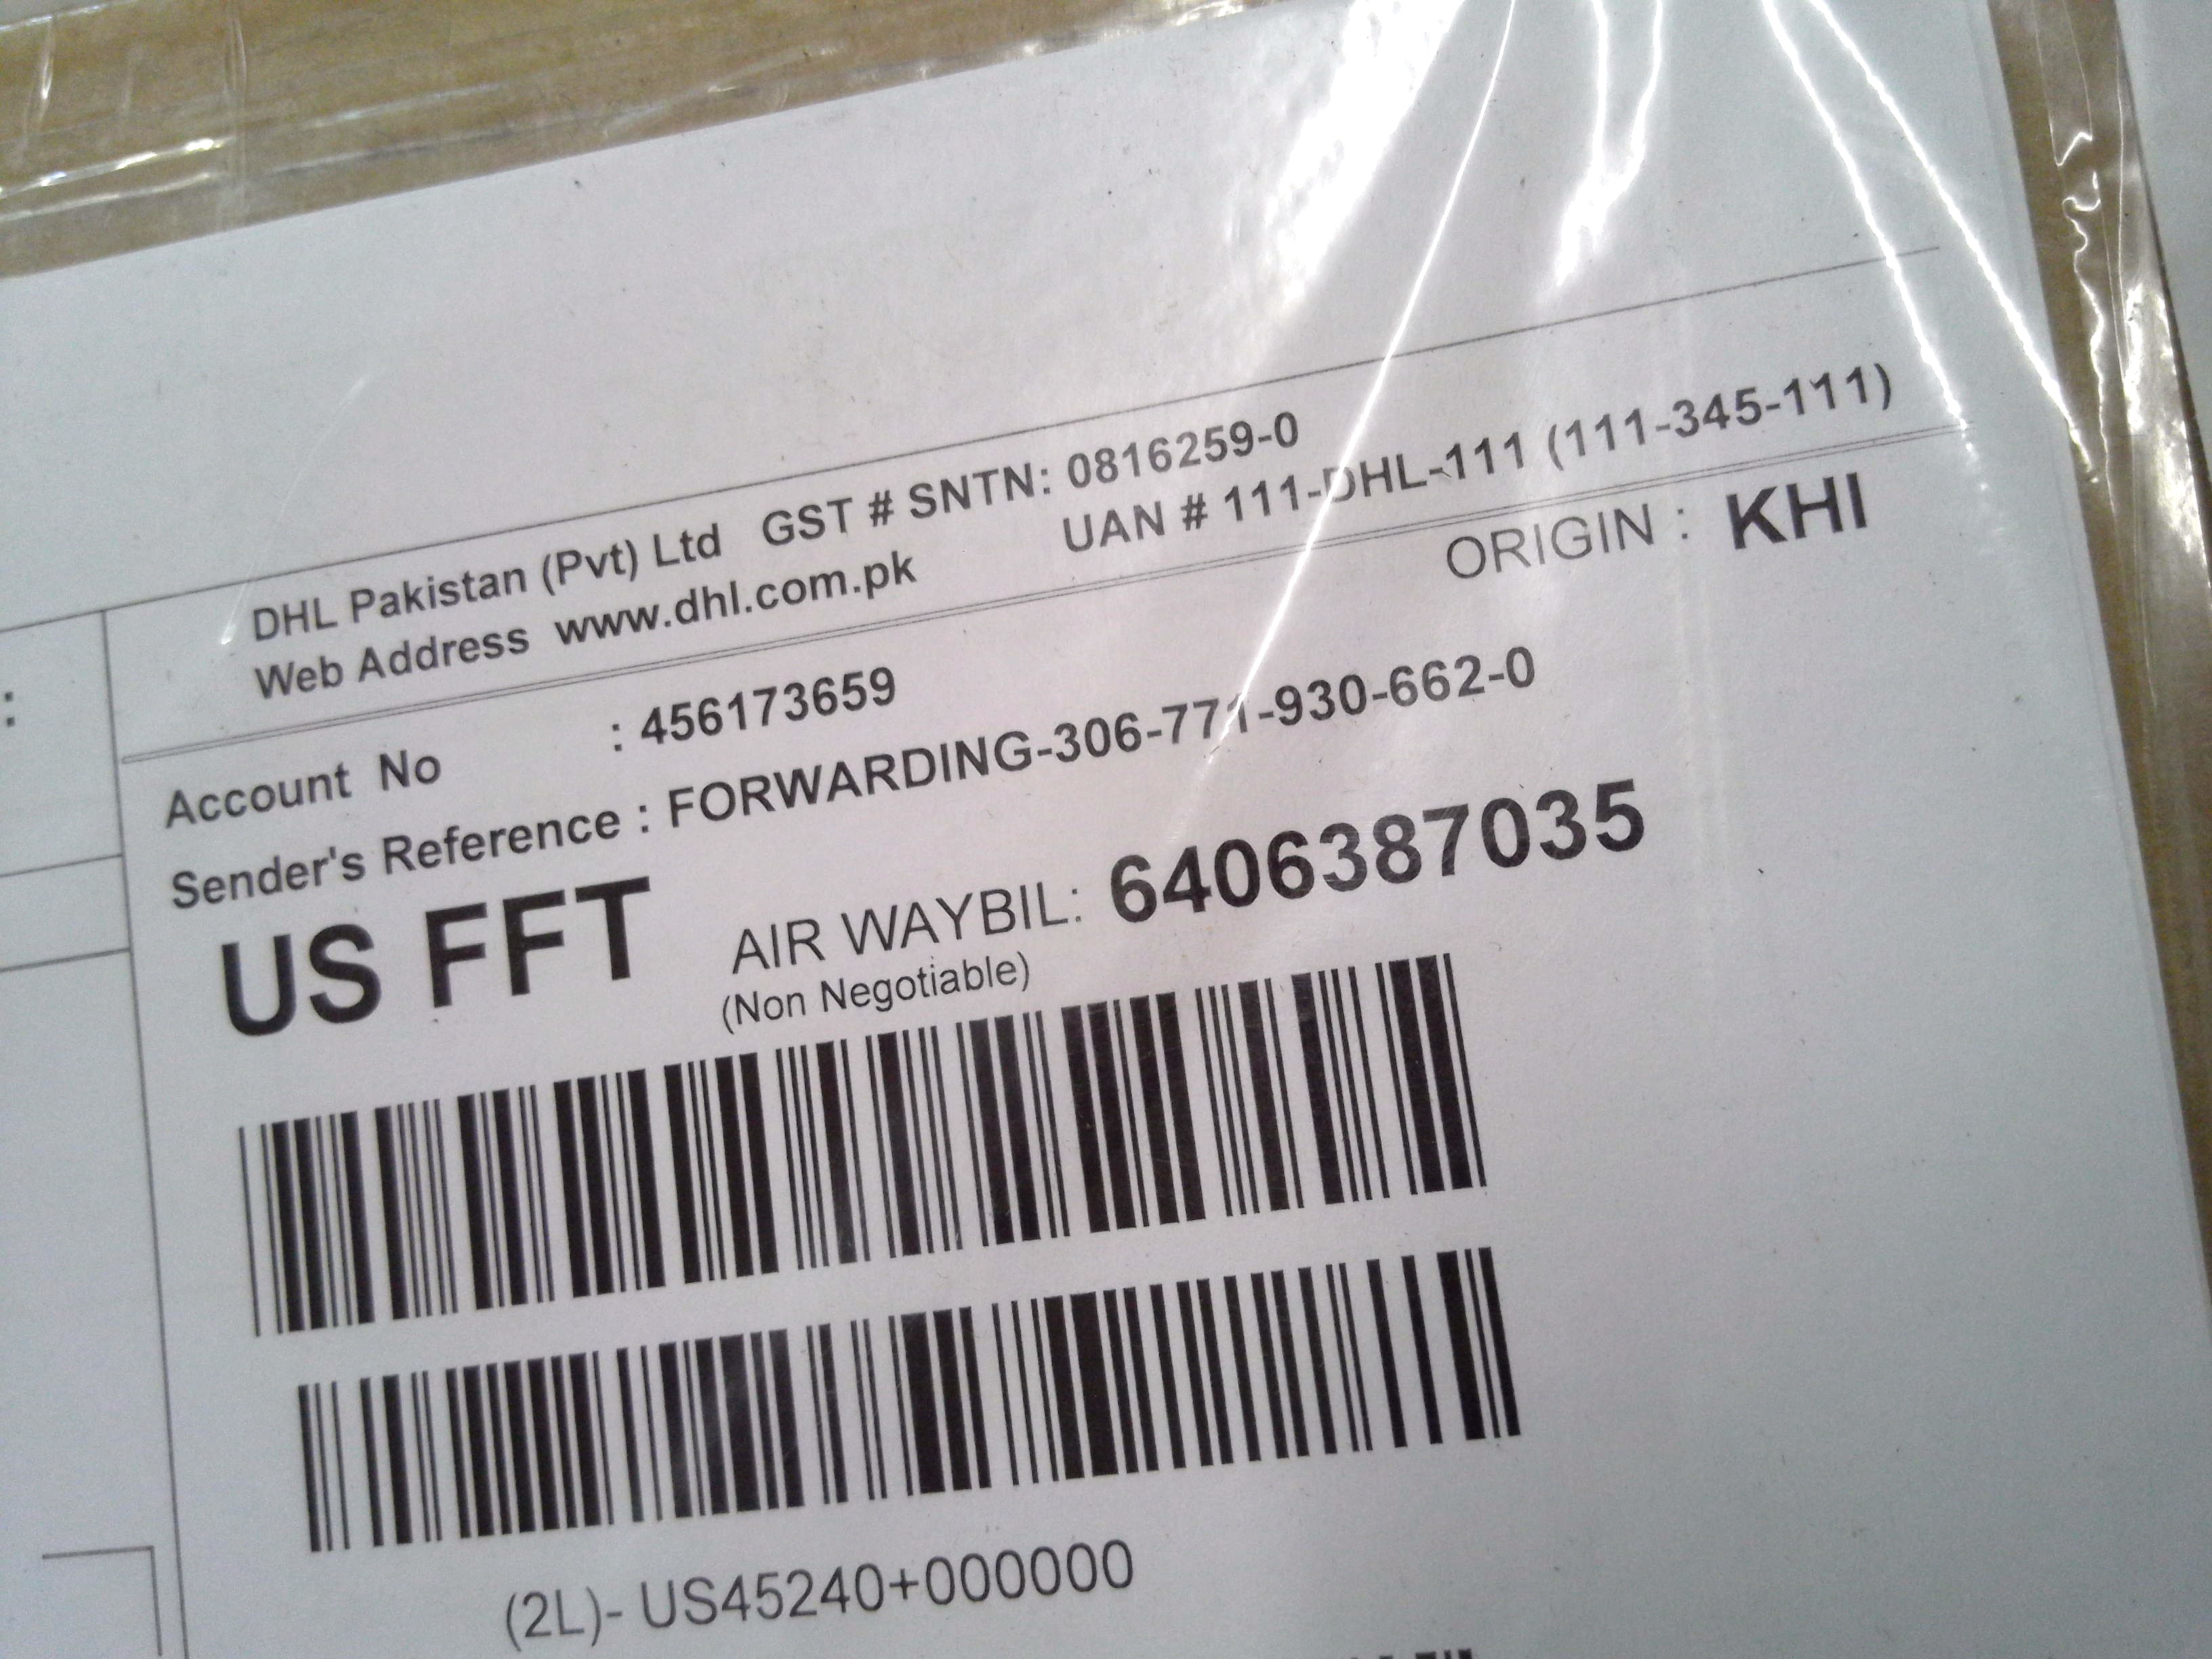 DHL Pakistan (Pvt) Ltd GST # SNTN: 0816259-0
Web Address www.dhl.com.pk UAN # 111-DHL-111 (111-345-111)
ORIGIN : KHI
Account No : 456173659
Sender's Reference : FORWARDING-306-771-930-662-0
US FFT AIR WAYBIL: 6406387035
(Non Negotiable)
(2L)- US45240+000000
: